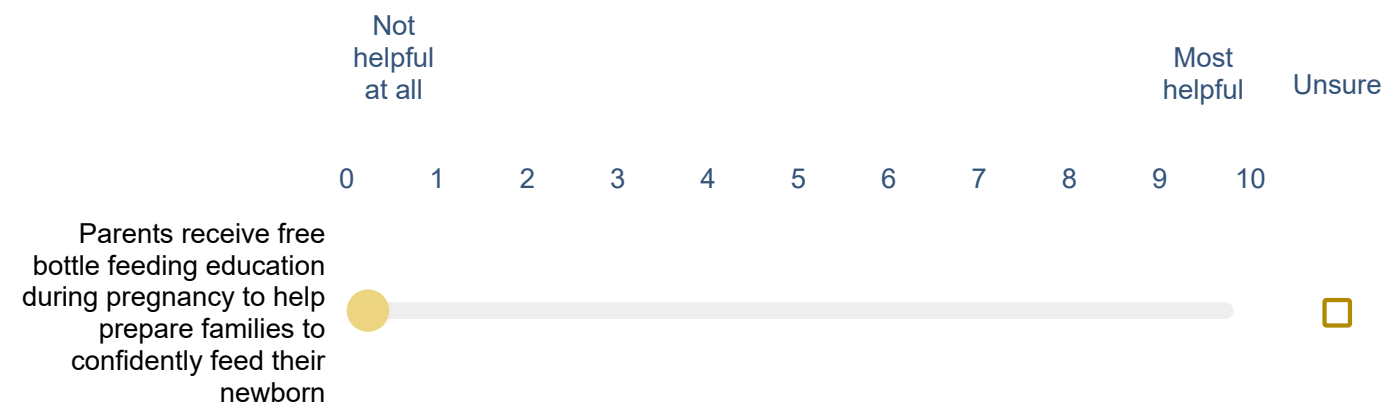 Not
helpful
at all
Most
helpful
Unsure
0 1 2 3 4 5 6 7 8 9 10
Parents receive free
bottle feeding education
during pregnancy to help
prepare families to
confidently feed their
newborn